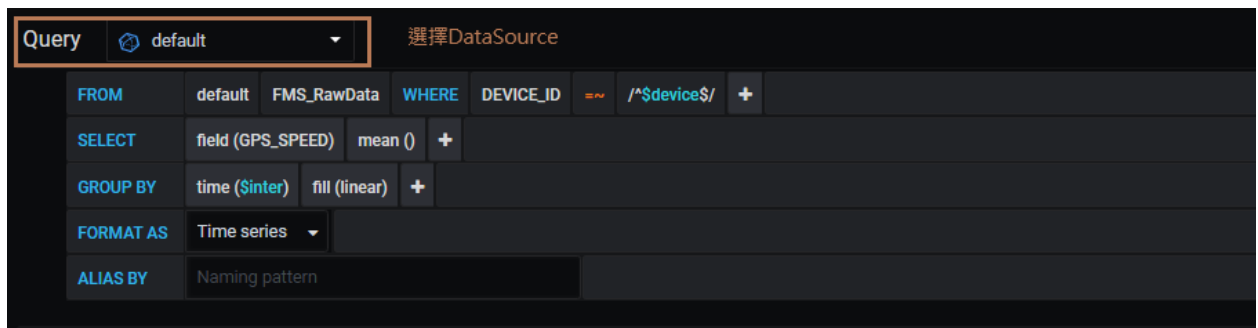 Query default 選擇DataSource
FROM default FMS_RawData WHERE DEVICE_ID =~ /^$device$/ +
SELECT field (GPS_SPEED) mean () +
GROUP BY time ($inter) fill (linear) +
FORMAT AS Time series
ALIAS BY Naming pattern